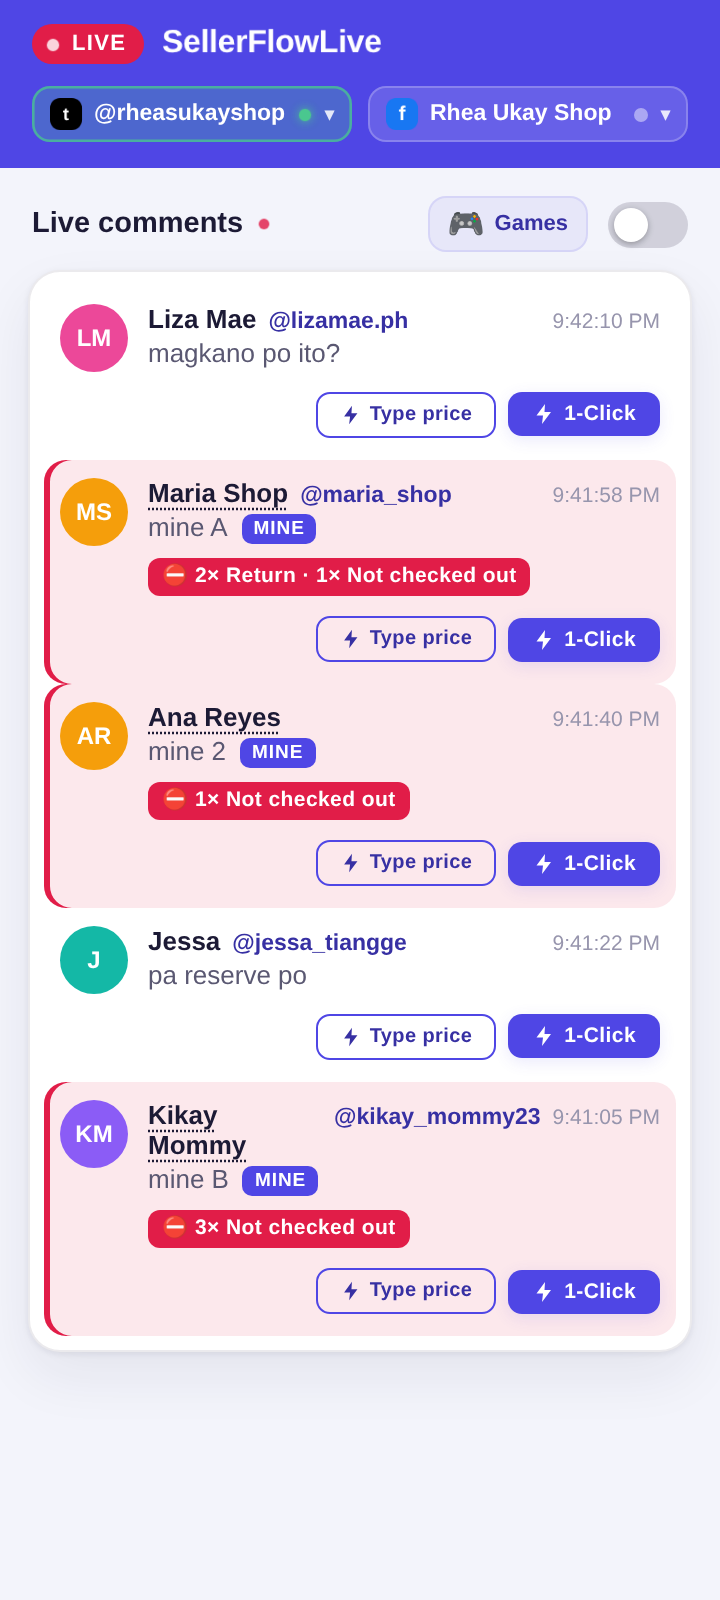 LIVE SellerFlowLive
t @rheasukayshop ▼ f Rhea Ukay Shop ▼
Live comments Games
LM Liza Mae @lizamae.ph 9:42:10 PM
magkano po ito?
Type price 1-Click
MS Maria Shop @maria_shop 9:41:58 PM
mine A MINE
⛔ 2× Return · 1× Not checked out
Type price 1-Click
AR Ana Reyes 9:41:40 PM
mine 2 MINE
⛔ 1× Not checked out
Type price 1-Click
J Jessa @jessa_tiangge 9:41:22 PM
pa reserve po
Type price 1-Click
KM Kikay @kikay_mommy23 9:41:05 PM
Mommy
mine B MINE
⛔ 3× Not checked out
Type price 1-Click